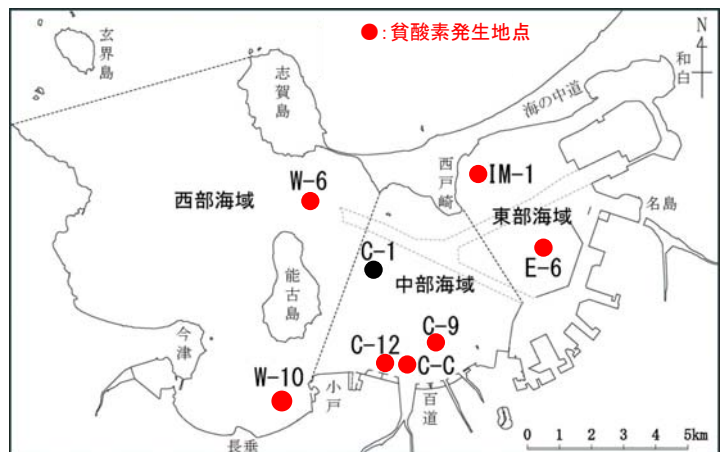 ●:貧酸素発生地点
N
玄界島
志賀島
和白
海の中道
西戸崎
IM-1
W-6
西部海域
名島
東部海域
C-1
E-6
能古島
中部海域
今津
C-9
C-12
C-C
W-10
小戸
百道
長垂
0 1 2 3 4 5km